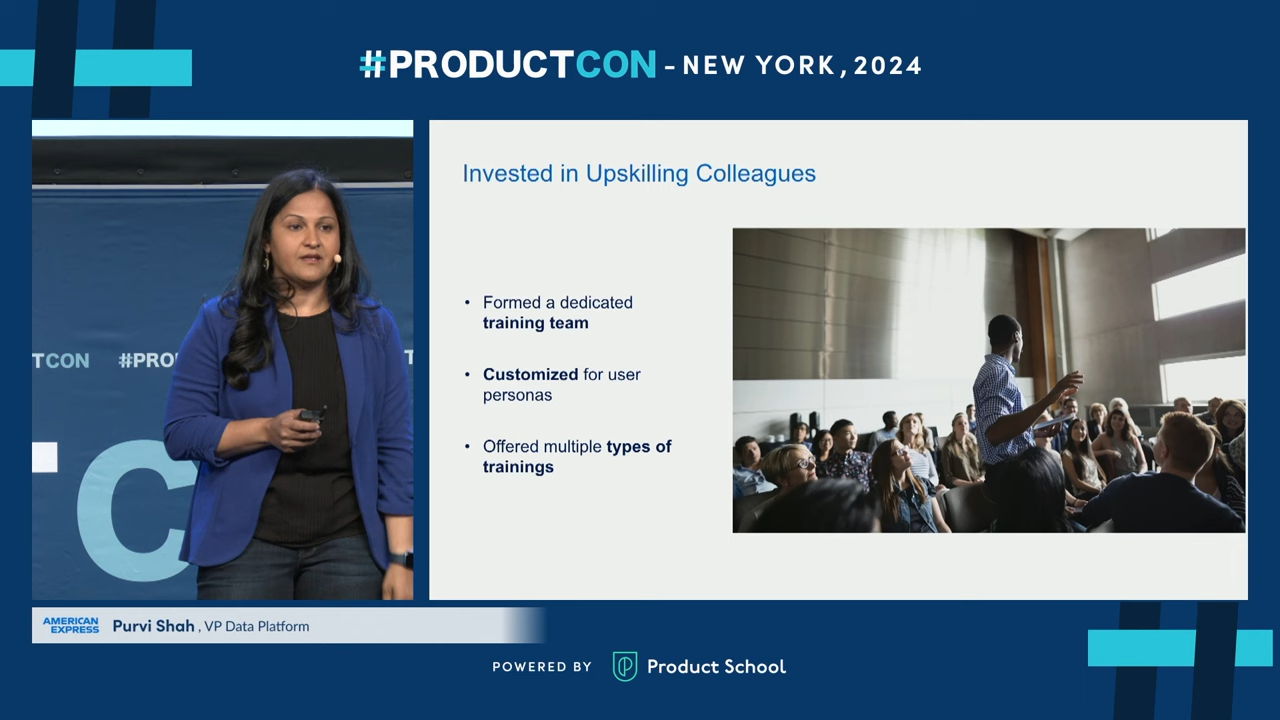 #PRODUCTCON – NEW YORK, 2024
TCON #PRO
C
Invested in Upskilling Colleagues
• Formed a dedicated
training team
• Customized for user
personas
• Offered multiple types of
trainings
AMERICAN
EXPRESS
Purvi Shah, VP Data Platform
POWERED BY Product School